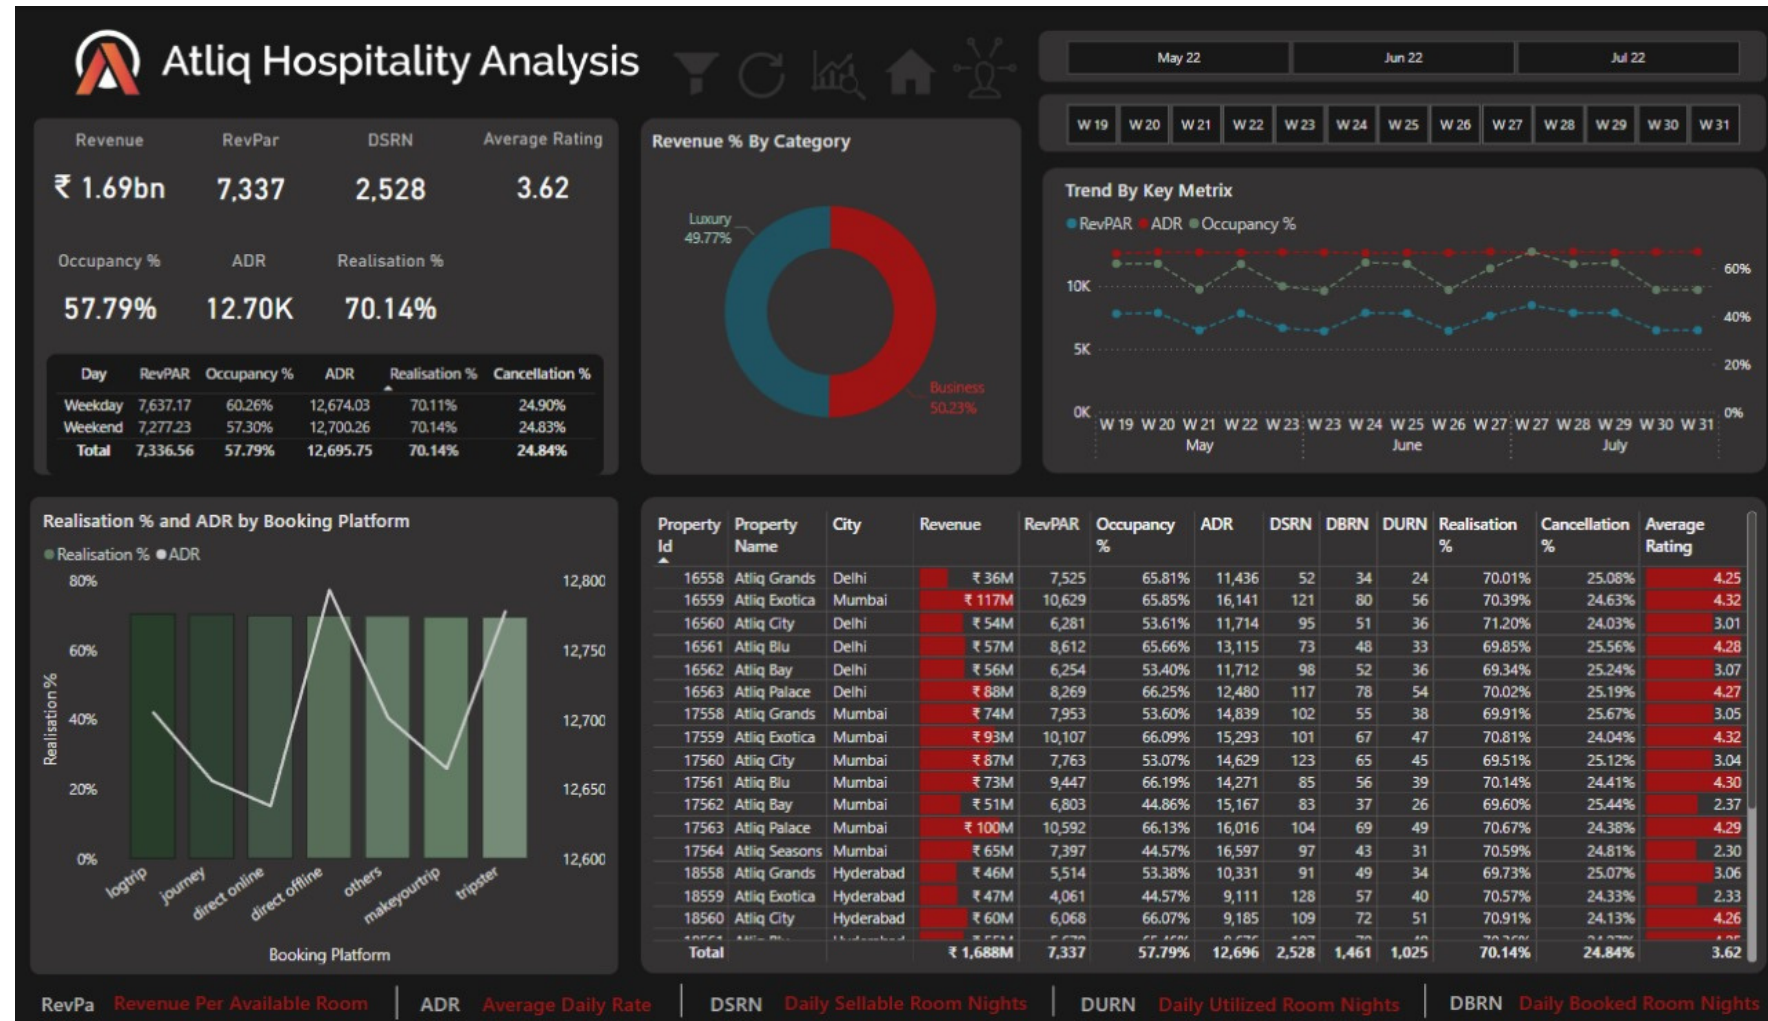 Atliq Hospitality Analysis
May 22 Jun 22 Jul 22
W 19 W 20 W 21 W 22 W 23 W 24 W 25 W 26 W 27 W 28 W 29 W 30 W 31
Revenue RevPar DSRN Average Rating
₹ 1.69bn 7,337 2,528 3.62
Occupancy % ADR Realisation %
57.79% 12.70K 70.14%
Day RevPAR Occupancy % ADR Realisation % Cancellation %
Weekday 7,637.17 60.26% 12,674.03 70.11% 24.90%
Weekend 7,277.23 57.30% 12,700.26 70.14% 24.83%
Total 7,336.56 57.79% 12,695.75 70.14% 24.84%
Revenue % By Category
Luxury
49.77%
Business
50.23%
Trend By Key Metrix
RevPAR ADR Occupancy %
10K
5K
0K
60%
40%
20%
0%
W 19 W 20 W 21 W 22 W 23 W 23 W 24 W 25 W 26 W 27 W 27 W 28 W 29 W 30 W 31
May June July
Realisation % and ADR by Booking Platform
Realisation % ADR
80% 12,800
60% 12,750
40% 12,700
20% 12,650
0% 12,600
Realisation %
logtrip journey direct online direct offline others makeyourtrip tripster
Booking Platform
Property Id Property Name City Revenue RevPAR Occupancy % ADR DSRN DBRN DURN Realisation % Cancellation % Average Rating
16558 Atliq Grands Delhi ₹ 36M 7,525 65.81% 11,436 52 34 24 70.01% 25.08% 4.25
16559 Atliq Exotica Mumbai ₹ 117M 10,629 65.85% 16,141 121 80 56 70.39% 24.63% 4.32
16560 Atliq City Delhi ₹ 54M 6,281 53.61% 11,714 95 51 36 71.20% 24.03% 3.01
16561 Atliq Blu Delhi ₹ 57M 8,612 65.66% 13,115 73 48 33 69.85% 25.56% 4.28
16562 Atliq Bay Delhi ₹ 56M 6,254 53.40% 11,712 98 52 36 69.34% 25.24% 3.07
16563 Atliq Palace Delhi ₹ 88M 8,269 66.25% 12,480 117 78 54 70.02% 25.19% 4.27
17558 Atliq Grands Mumbai ₹ 74M 7,953 53.60% 14,839 102 55 38 69.91% 25.67% 3.05
17559 Atliq Exotica Mumbai ₹ 93M 10,107 66.09% 15,293 101 67 47 70.81% 24.04% 4.32
17560 Atliq City Mumbai ₹ 87M 7,763 53.07% 14,629 123 65 45 69.51% 25.12% 3.04
17561 Atliq Blu Mumbai ₹ 73M 9,447 66.19% 14,271 85 56 39 70.14% 24.41% 4.30
17562 Atliq Bay Mumbai ₹ 51M 6,803 44.86% 15,167 83 37 26 69.60% 25.44% 2.37
17563 Atliq Palace Mumbai ₹ 100M 10,592 66.13% 16,016 104 69 49 70.67% 24.38% 4.29
17564 Atliq Seasons Mumbai ₹ 65M 7,397 44.57% 16,597 97 43 31 70.59% 24.81% 2.30
18558 Atliq Grands Hyderabad ₹ 46M 5,514 53.38% 10,331 91 49 34 69.73% 25.07% 3.06
18559 Atliq Exotica Hyderabad ₹ 47M 4,061 44.57% 9,111 128 57 40 70.57% 24.33% 2.33
18560 Atliq City Hyderabad ₹ 60M 6,068 66.07% 9,185 109 72 51 70.91% 24.13% 4.26
Total ₹ 1,688M 7,337 57.79% 12,696 2,528 1,461 1,025 70.14% 24.84% 3.62
RevPa Revenue Per Available Room ADR Average Daily Rate DSRN Daily Sellable Room Nights DURN Daily Utilized Room Nights DBRN Daily Booked Room Nights